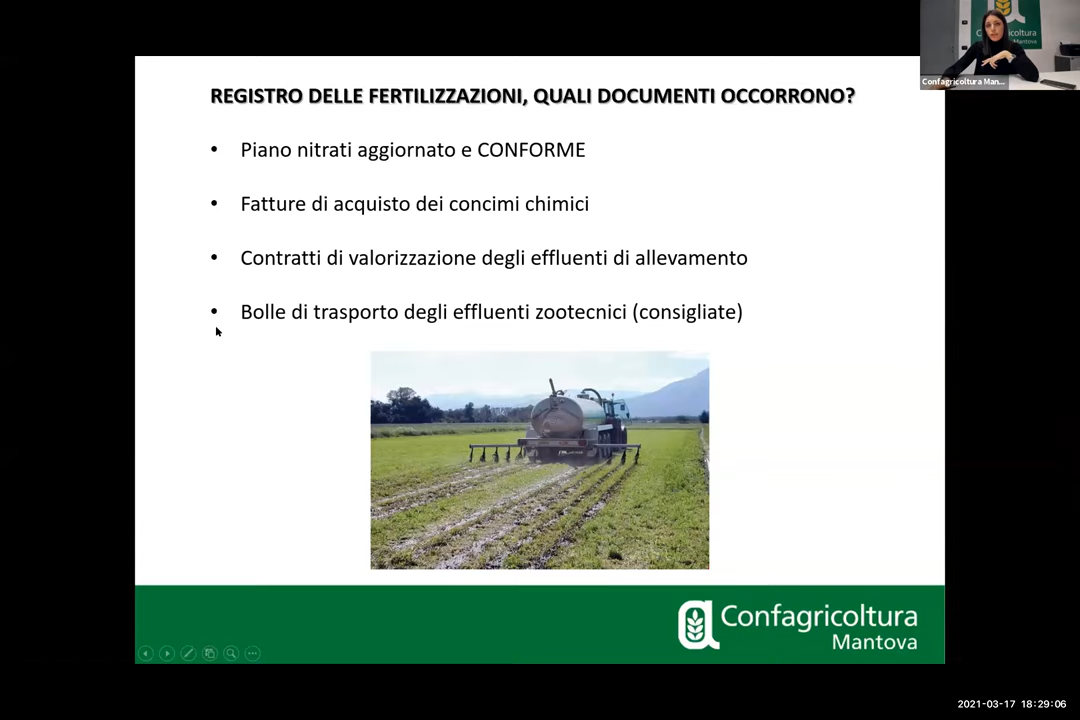 REGISTRO DELLE FERTILIZZAZIONI, QUALI DOCUMENTI OCCORRONO?
• Piano nitrati aggiornato e CONFORME
• Fatture di acquisto dei concimi chimici
• Contratti di valorizzazione degli effluenti di allevamento
• Bolle di trasporto degli effluenti zootecnici (consigliate)
Confagricoltura
Mantova
Confagricoltura Man...
2021-03-17 18:29:06